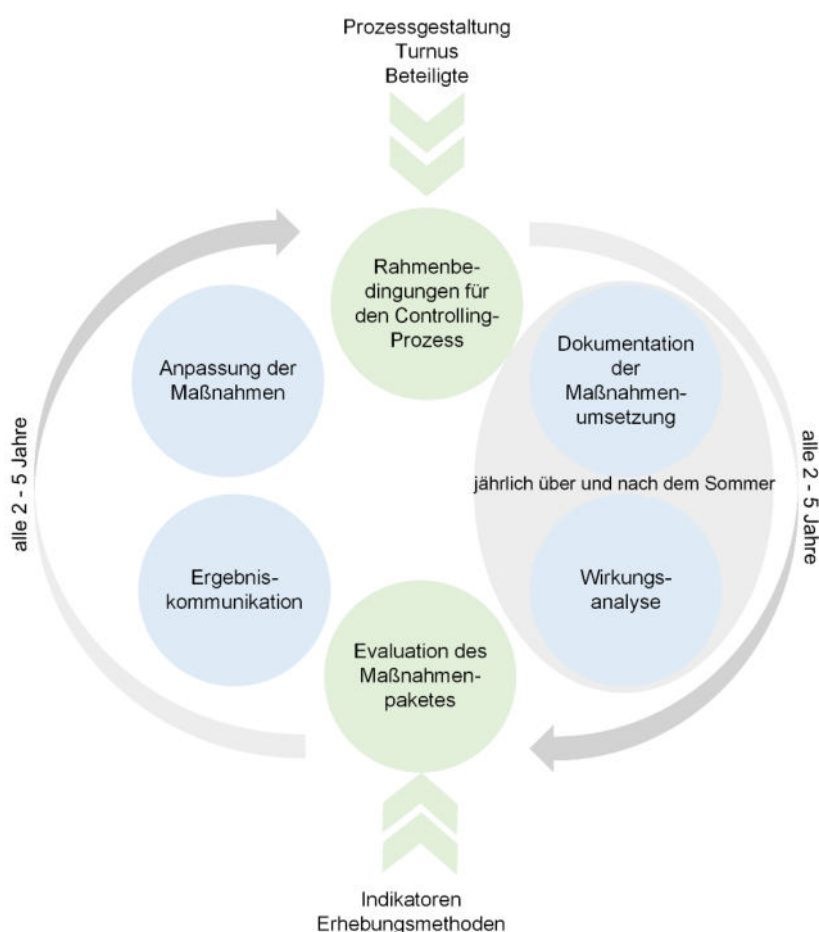 Prozessgestaltung
Turnus
Beteiligte
Rahmenbe-
dingungen für
den Controlling-
Prozess
Anpassung der
Maßnahmen
Dokumentation
der
Maßnahmen-
umsetzung
alle 2 - 5 Jahre
jährlich über und nach dem Sommer
alle 2 - 5 Jahre
Ergebnis-
kommunikation
Wirkungs-
analyse
Evaluation des
Maßnahmen-
paketes
Indikatoren
Erhebungsmethoden